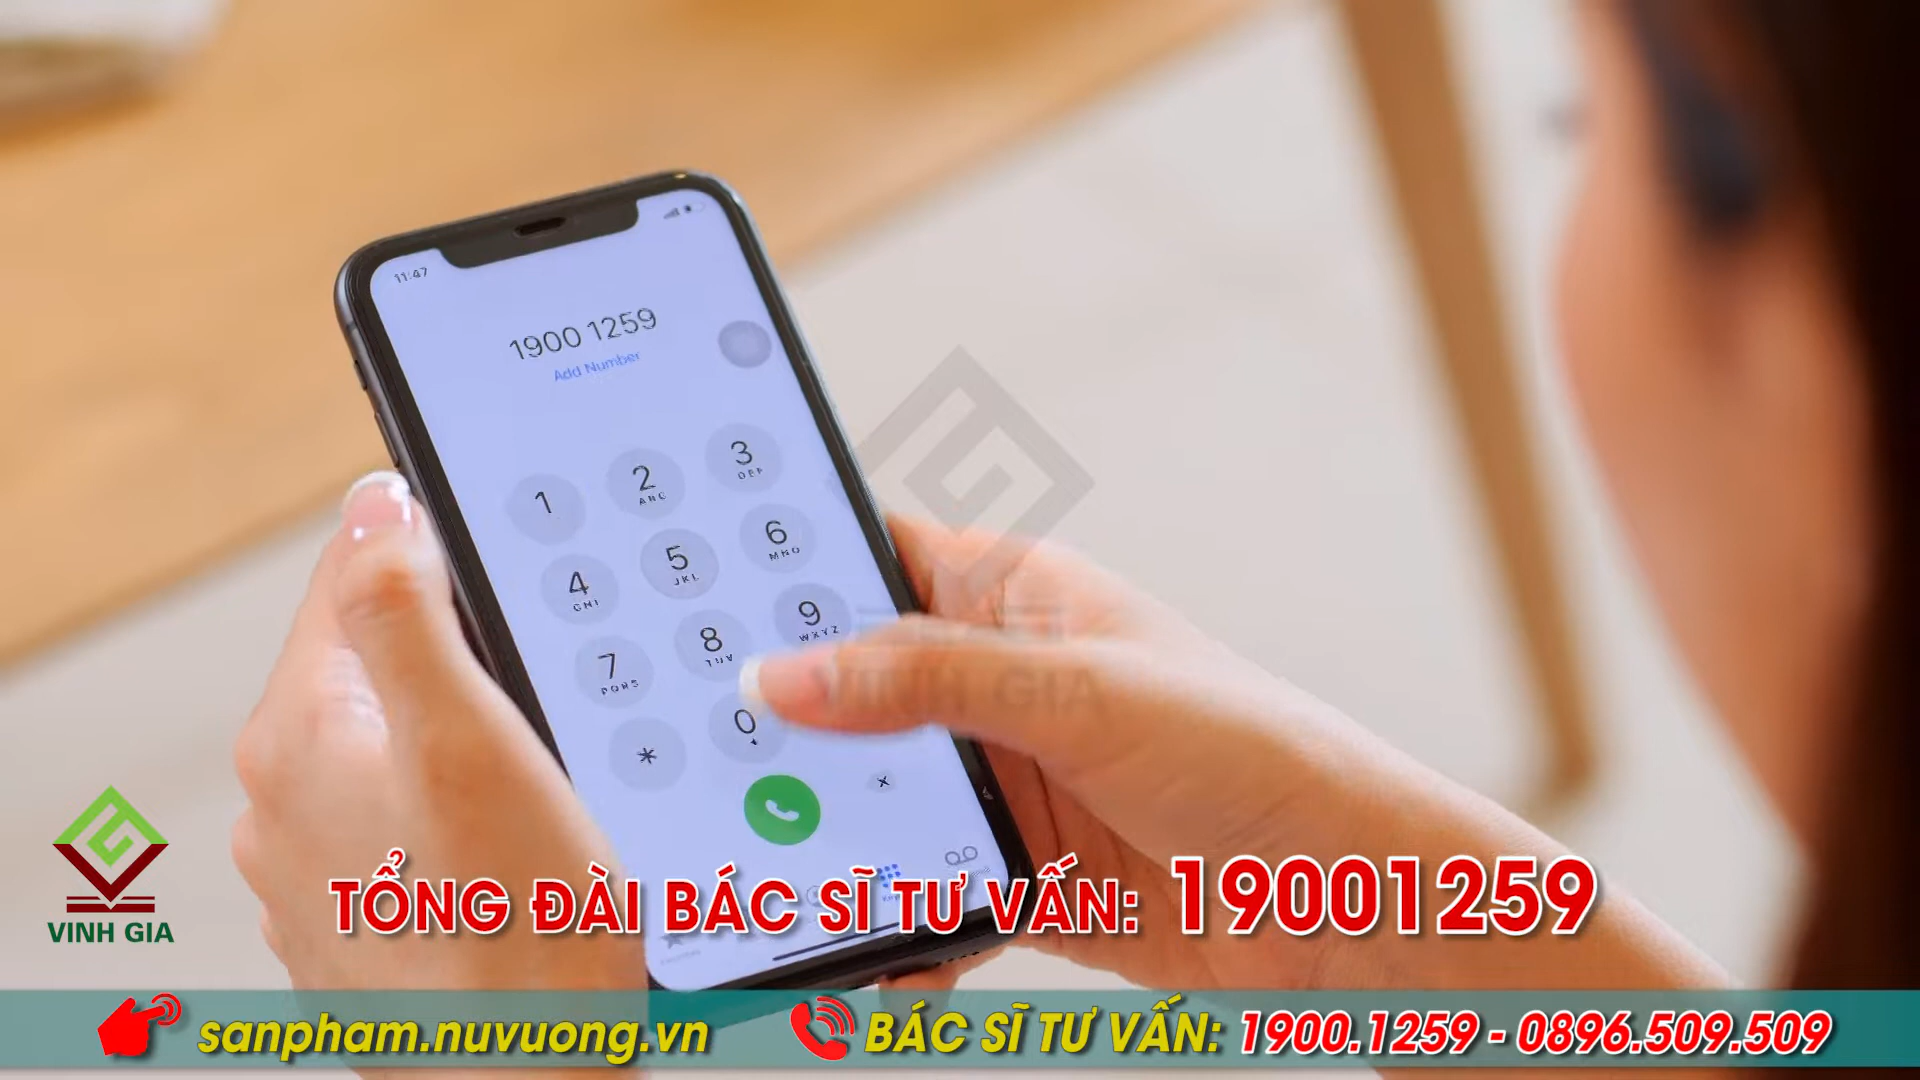 11:47
1900 1259
Add Number
1
2
ABC
3
DEF
4
GHI
5
JKL
6
MNO
7
PQRS
8
TUV
9
WXYZ
*
0
+
VINH GIA
VINH GIA
TỔNG ĐÀI BÁC SĨ TƯ VẤN: 19001259
sanpham.nuvuong.vn
BÁC SĨ TƯ VẤN: 1900.1259 - 0896.509.509